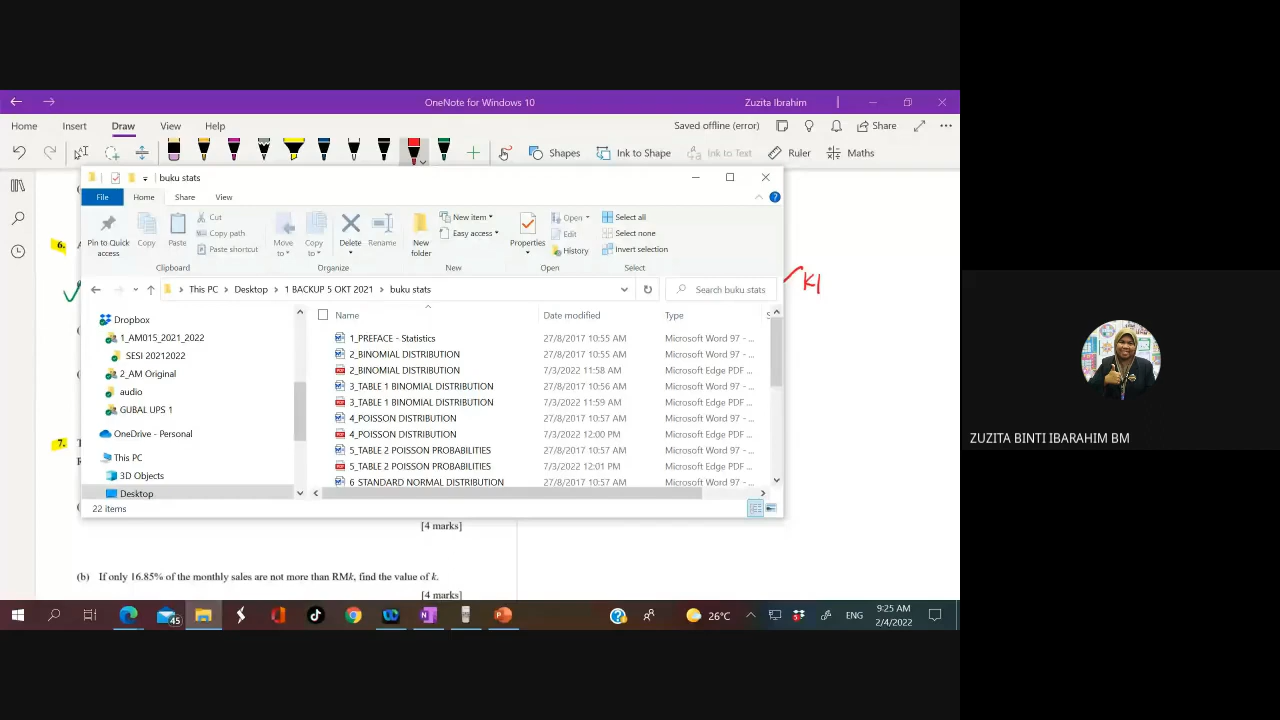 OneNote for Windows 10
Zuzita Ibrahim
Home Insert Draw View Help
Saved offline (error)
Share
Shapes
Ink to Shape
Ink to Text
Ruler
Maths
buku stats
File Home Share View
Pin to Quick access
Copy
Paste
Cut
Copy path
Paste shortcut
Clipboard
Move to
Copy to
Delete
Rename
Organize
New folder
New item
Easy access
New
Properties
Open
Edit
History
Open
Select all
Select none
Invert selection
Select
This PC > Desktop > 1 BACKUP 5 OKT 2021 > buku stats
Search buku stats
K1
6.
7.
Dropbox
1_AM015_2021_2022
SESI 20212022
2_AM Original
audio
GUBAL UPS 1
OneDrive - Personal
This PC
3D Objects
Desktop
Name Date modified Type
1_PREFACE - Statistics 27/8/2017 10:55 AM Microsoft Word 97 - ...
2_BINOMIAL DISTRIBUTION 27/8/2017 10:55 AM Microsoft Word 97 - ...
2_BINOMIAL DISTRIBUTION 7/3/2022 11:58 AM Microsoft Edge PDF ...
3_TABLE 1 BINOMIAL DISTRIBUTION 27/8/2017 10:56 AM Microsoft Word 97 - ...
3_TABLE 1 BINOMIAL DISTRIBUTION 7/3/2022 11:59 AM Microsoft Edge PDF ...
4_POISSON DISTRIBUTION 27/8/2017 10:57 AM Microsoft Word 97 - ...
4_POISSON DISTRIBUTION 7/3/2022 12:00 PM Microsoft Edge PDF ...
5_TABLE 2 POISSON PROBABILITIES 27/8/2017 10:57 AM Microsoft Word 97 - ...
5_TABLE 2 POISSON PROBABILITIES 7/3/2022 12:01 PM Microsoft Edge PDF ...
6_STANDARD NORMAL DISTRIBUTION 27/8/2017 10:57 AM Microsoft Word 97 - ...
22 items
[4 marks]
(b) If only 16.85% of the monthly sales are not more than RMk, find the value of k.
[4 marks]
45
26°C
ENG
9:25 AM
2/4/2022
ZUZITA BINTI IBARAHIM BM